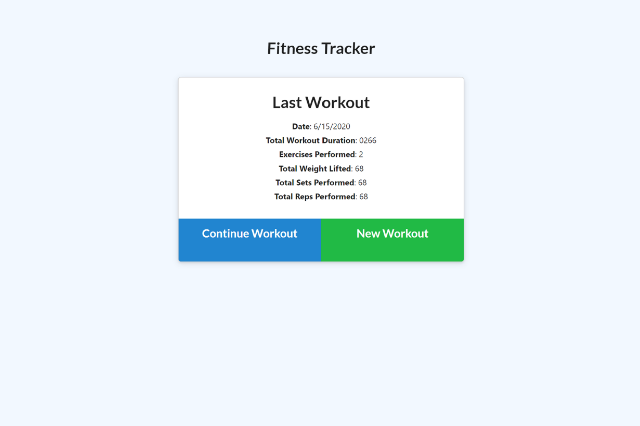 Fitness Tracker
Last Workout
Date: 6/15/2020
Total Workout Duration: 0266
Exercises Performed: 2
Total Weight Lifted: 68
Total Sets Performed: 68
Total Reps Performed: 68
Continue Workout
New Workout